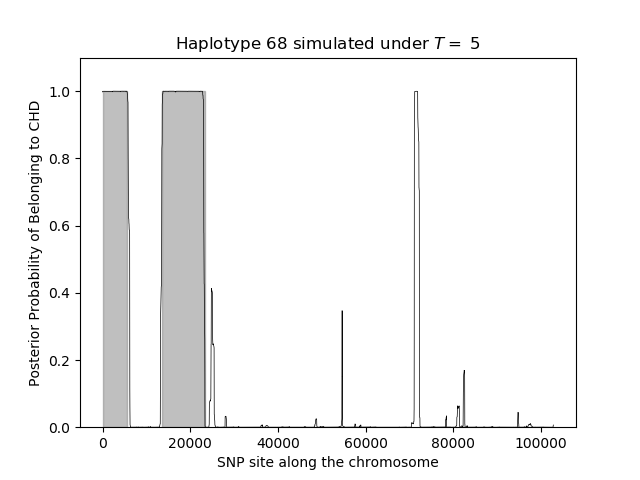 Haplotype 68 simulated under T = 5
Posterior Probability of Belonging to CHD
1.0
0.8
0.6
0.4
0.2
0.0
0 20000 40000 60000 80000 100000
SNP site along the chromosome